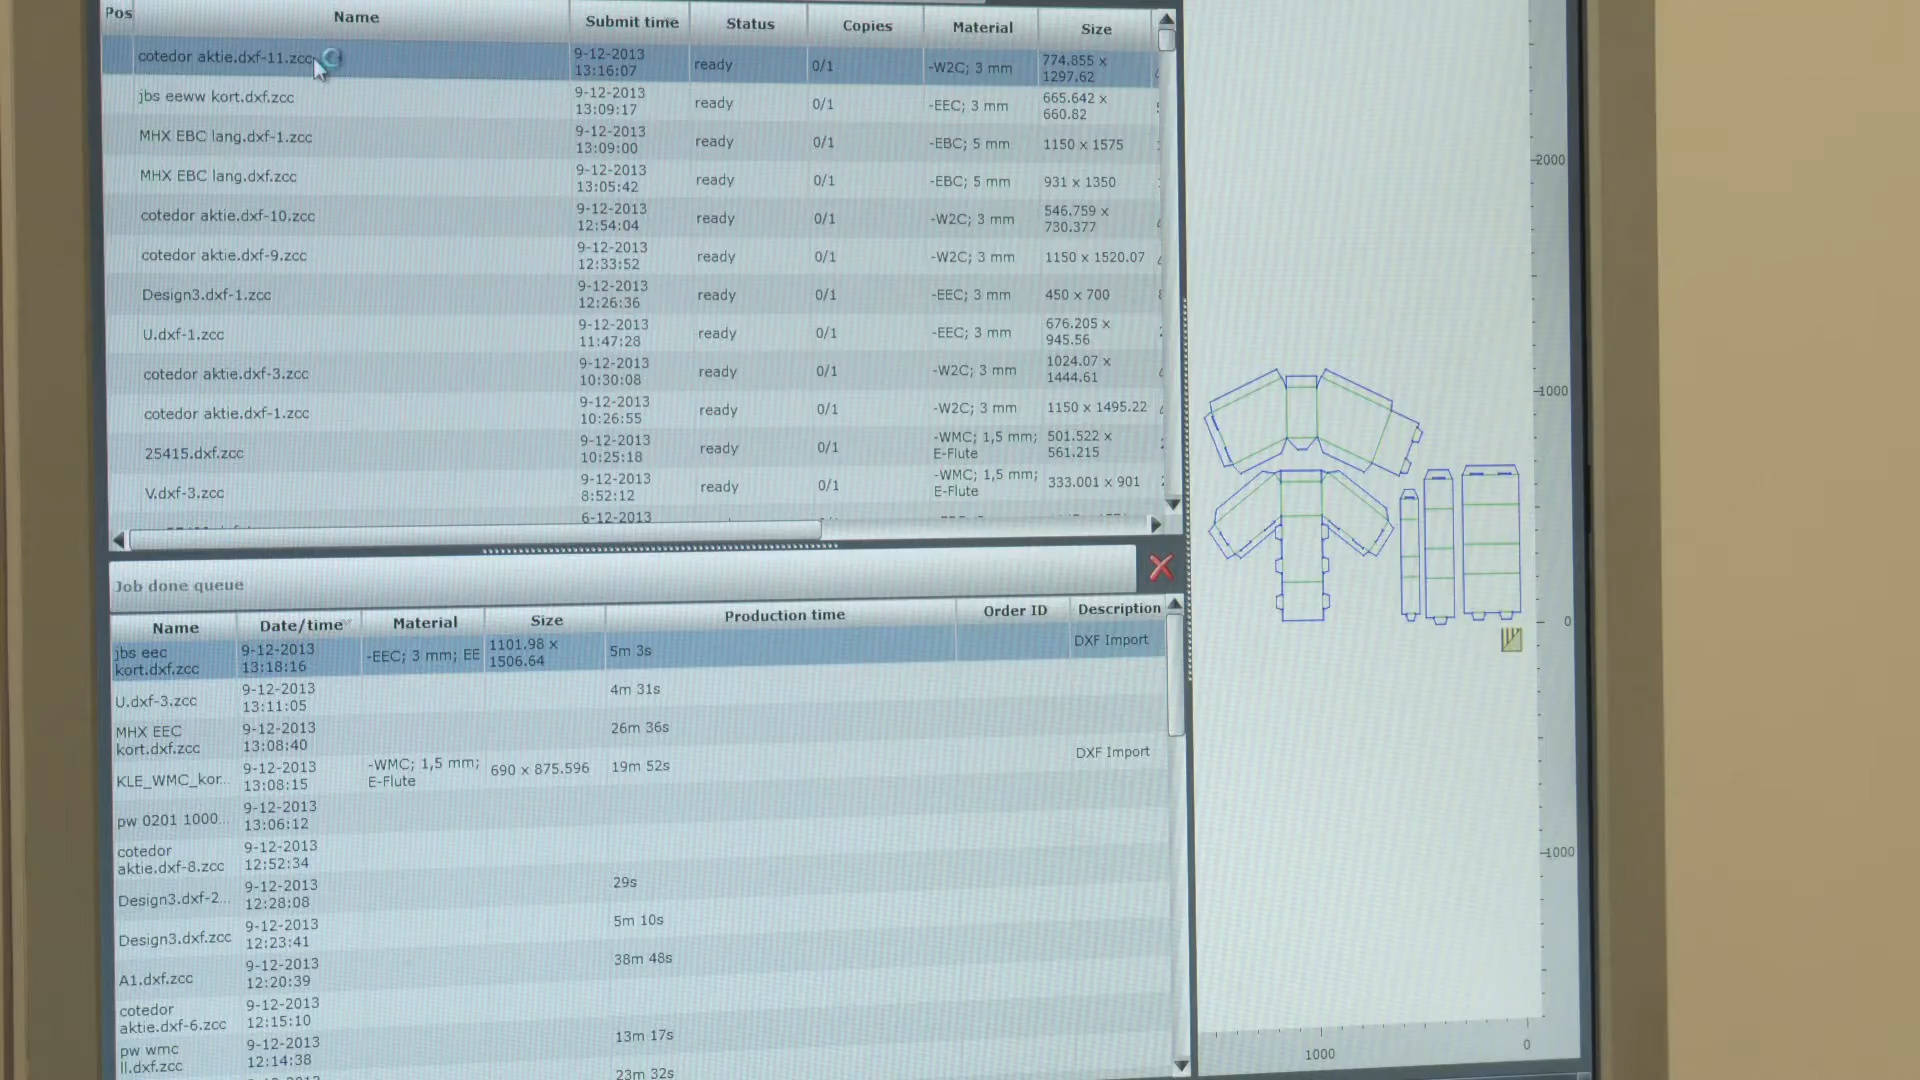 Pos Name Submit time Status Copies Material Size
cotedor aktie.dxf-11.zcc 9-12-2013 13:16:07 ready 0/1 -W2C; 3 mm 774.855 x 1297.62
jbs eeww kort.dxf.zcc 9-12-2013 13:09:17 ready 0/1 -EEC; 3 mm 665.642 x 660.82
MHX EBC lang.dxf-1.zcc 9-12-2013 13:09:00 ready 0/1 -EBC; 5 mm 1150 x 1575
MHX EBC lang.dxf.zcc 9-12-2013 13:05:42 ready 0/1 -EBC; 5 mm 931 x 1350
cotedor aktie.dxf-10.zcc 9-12-2013 12:54:04 ready 0/1 -W2C; 3 mm 546.759 x 730.377
cotedor aktie.dxf-9.zcc 9-12-2013 12:33:52 ready 0/1 -W2C; 3 mm 1150 x 1520.07
Design3.dxf-1.zcc 9-12-2013 12:26:36 ready 0/1 -EEC; 3 mm 450 x 700
U.dxf-1.zcc 9-12-2013 11:47:28 ready 0/1 -EEC; 3 mm 676.205 x 945.56
cotedor aktie.dxf-3.zcc 9-12-2013 10:30:08 ready 0/1 -W2C; 3 mm 1024.07 x 1444.61
cotedor aktie.dxf-1.zcc 9-12-2013 10:26:55 ready 0/1 -W2C; 3 mm 1150 x 1495.22
25415.dxf.zcc 9-12-2013 10:25:18 ready 0/1 -WMC; 1,5 mm; E-Flute 501.522 x 561.215
V.dxf-3.zcc 9-12-2013 8:52:12 ready 0/1 -WMC; 1,5 mm; E-Flute 333.001 x 901
6-12-2013
Job done queue
Name Date/time Material Size Production time Order ID Description
jbs eec kort.dxf.zcc 9-12-2013 13:18:16 -EEC; 3 mm; EE 1101.98 x 1506.64 5m 3s DXF Import
U.dxf-3.zcc 9-12-2013 13:11:05 4m 31s
MHX EEC kort.dxf.zcc 9-12-2013 13:08:40 26m 36s
KLE_WMC_kor... 9-12-2013 13:08:15 -WMC; 1,5 mm; E-Flute 690 x 875.596 19m 52s DXF Import
pw 0201 1000... 9-12-2013 13:06:12
cotedor aktie.dxf-8.zcc 9-12-2013 12:52:34
Design3.dxf-2... 9-12-2013 12:28:08 29s
Design3.dxf.zcc 9-12-2013 12:23:41 5m 10s
A1.dxf.zcc 9-12-2013 12:20:39 38m 48s
cotedor aktie.dxf-6.zcc 9-12-2013 12:15:10
pw wmc II.dxf.zcc 9-12-2013 12:14:38 13m 17s
23m 32s
2000
1000
0
-1000
1000 0